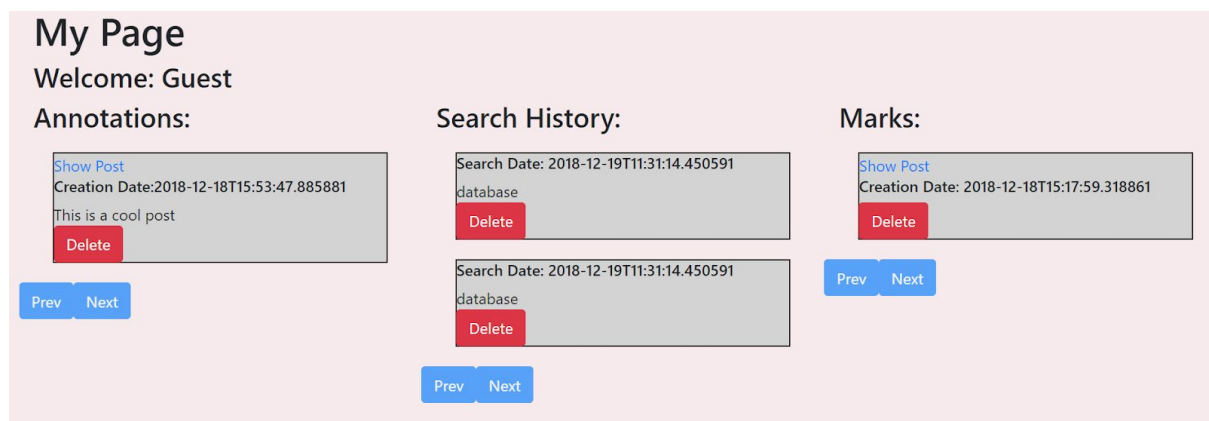 My Page
Welcome: Guest
Annotations:
Show Post
Creation Date:2018-12-18T15:53:47.885881
This is a cool post
Delete
Prev Next
Search History:
Search Date: 2018-12-19T11:31:14.450591
database
Delete
Search Date: 2018-12-19T11:31:14.450591
database
Delete
Prev Next
Marks:
Show Post
Creation Date: 2018-12-18T15:17:59.318861
Delete
Prev Next